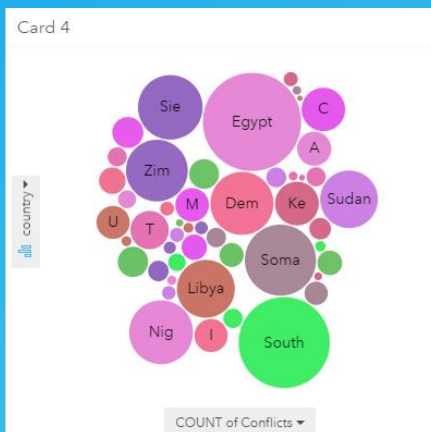 Card 4
Sie
Egypt
C
A
Zim
M
Dem
Ke
Sudan
U
T
Soma
Libya
Nig
I
South
country
COUNT of Conflicts